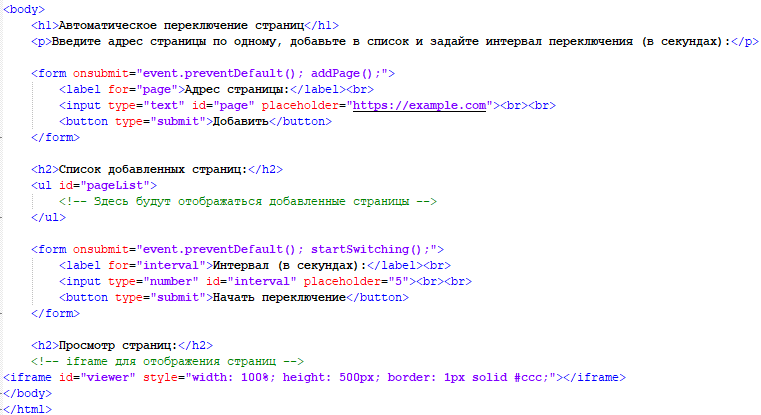 <body>
<h1>Автоматическое переключение страниц</h1>
<p>Введите адрес страницы по одному, добавьте в список и задайте интервал переключения (в секундах):</p>
<form onsubmit="event.preventDefault(); addPage();">
<label for="page">Адрес страницы:</label><br>
<input type="text" id="page" placeholder="https://example.com"><br><br>
<button type="submit">Добавить</button>
</form>
<h2>Список добавленных страниц:</h2>
<ul id="pageList">
<!-- Здесь будут отображаться добавленные страницы -->
</ul>
<form onsubmit="event.preventDefault(); startSwitching();">
<label for="interval">Интервал (в секундах):</label><br>
<input type="number" id="interval" placeholder="5"><br><br>
<button type="submit">Начать переключение</button>
</form>
<h2>Просмотр страниц:</h2>
<!-- iframe для отображения страниц -->
<iframe id="viewer" style="width: 100%; height: 500px; border: 1px solid #ccc;"></iframe>
</body>
</html>